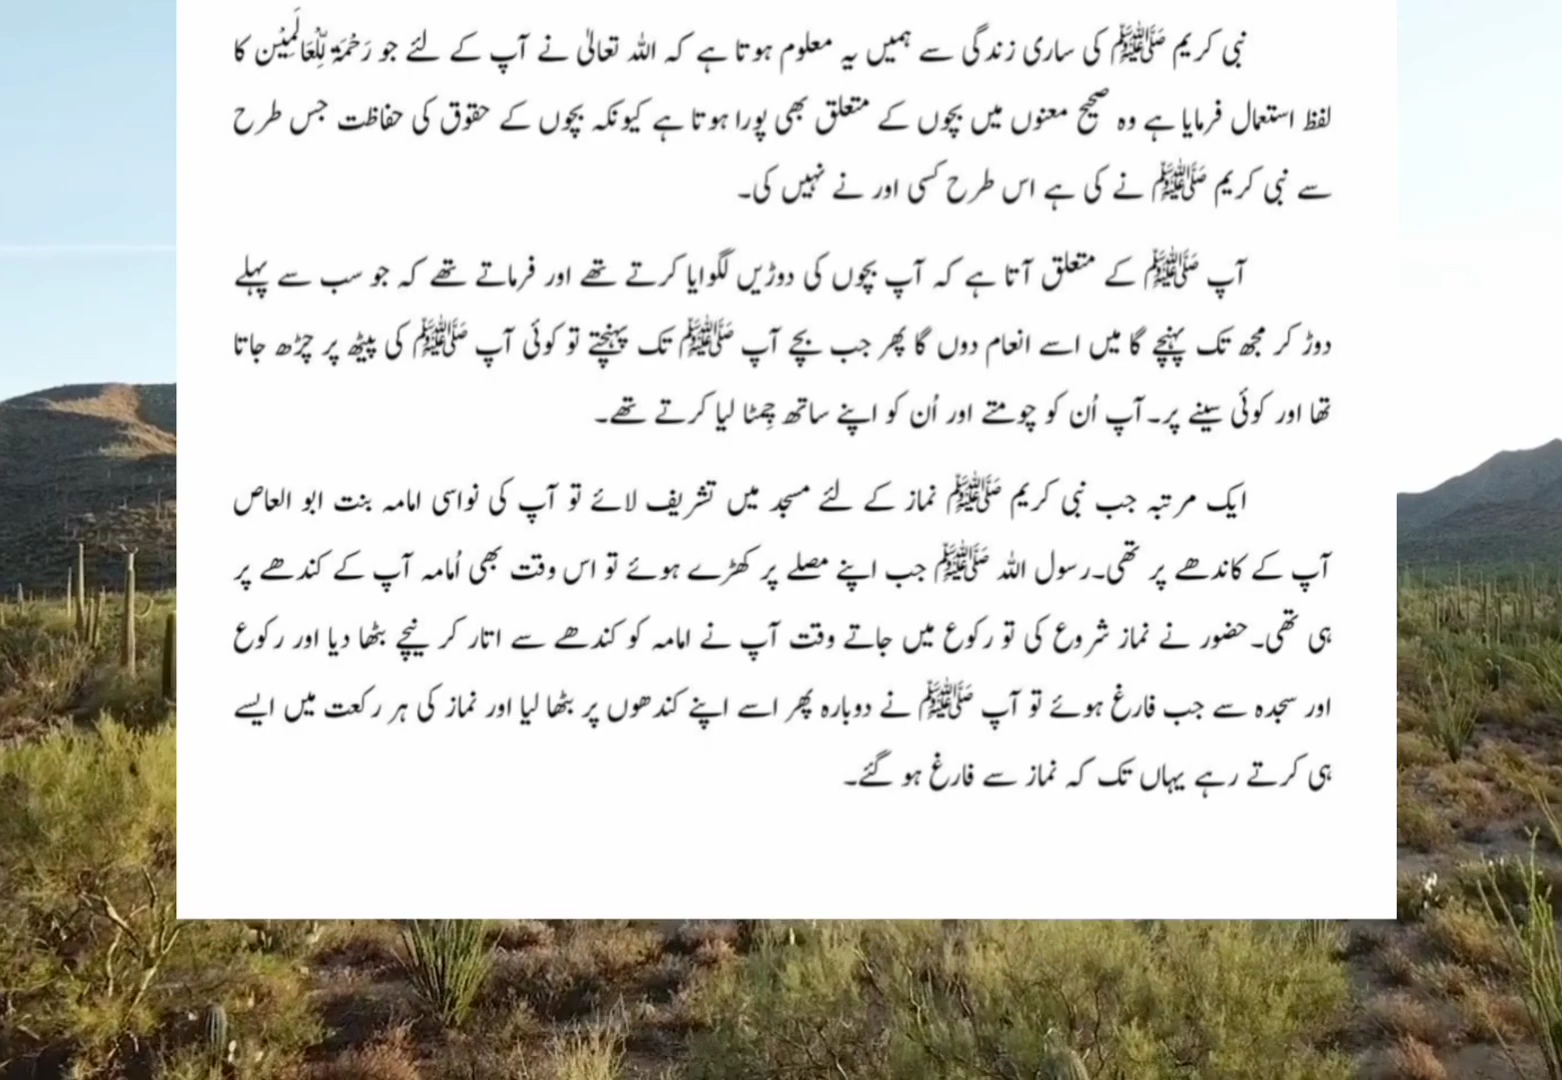 نبی کریم ﷺ کی ساری زندگی سے ہمیں یہ معلوم ہوتا ہے کہ اللہ تعالیٰ نے آپ کے لئے جو رَحْمَۃً لِّلْعَالَمِیْن کا
لفظ استعمال فرمایا ہے وہ صحیح معنوں میں بچوں کے متعلق بھی پورا ہوتا ہے کیونکہ بچوں کے حقوق کی حفاظت جس طرح
سے نبی کریم ﷺ نے کی ہے اس طرح کسی اور نے نہیں کی۔
آپ ﷺ کے متعلق آتا ہے کہ آپ بچوں کی دوڑیں لگوایا کرتے تھے اور فرماتے تھے کہ جو سب سے پہلے
دوڑ کر مجھ تک پہنچے گا میں اسے انعام دوں گا پھر جب بچے آپ ﷺ تک پہنچتے تو کوئی آپ ﷺ کی پیٹھ پر چڑھ جاتا
تھا اور کوئی سینے پر۔آپ اُن کو چومتے اور اُن کو اپنے ساتھ چِمٹا لیا کرتے تھے۔
ایک مرتبہ جب نبی کریم ﷺ نماز کے لئے مسجد میں تشریف لائے تو آپ کی نواسی امامہ بنت ابو العاص
آپ کے کاندھے پر تھی۔رسول اللہ ﷺ جب اپنے مصلے پر کھڑے ہوئے تو اس وقت بھی اُمامہ آپ کے کندھے پر
ہی تھی۔حضور نے نماز شروع کی تو رکوع میں جاتے وقت آپ نے امامہ کو کندھے سے اتار کر نیچے بٹھا دیا اور رکوع
اور سجدہ سے جب فارغ ہوئے تو آپ ﷺ نے دوبارہ پھر اسے اپنے کندھوں پر بٹھا لیا اور نماز کی ہر رکعت میں ایسے
ہی کرتے رہے یہاں تک کہ نماز سے فارغ ہو گئے۔